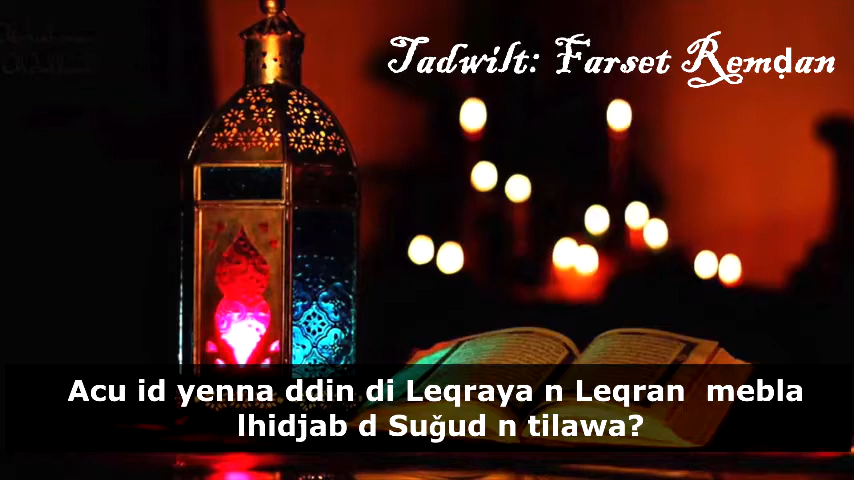 Tadwilt: Farset Remḍan
Acu id yenna ddin di Leqraya n Leqran mebla
lhidjab d Suğud n tilawa?